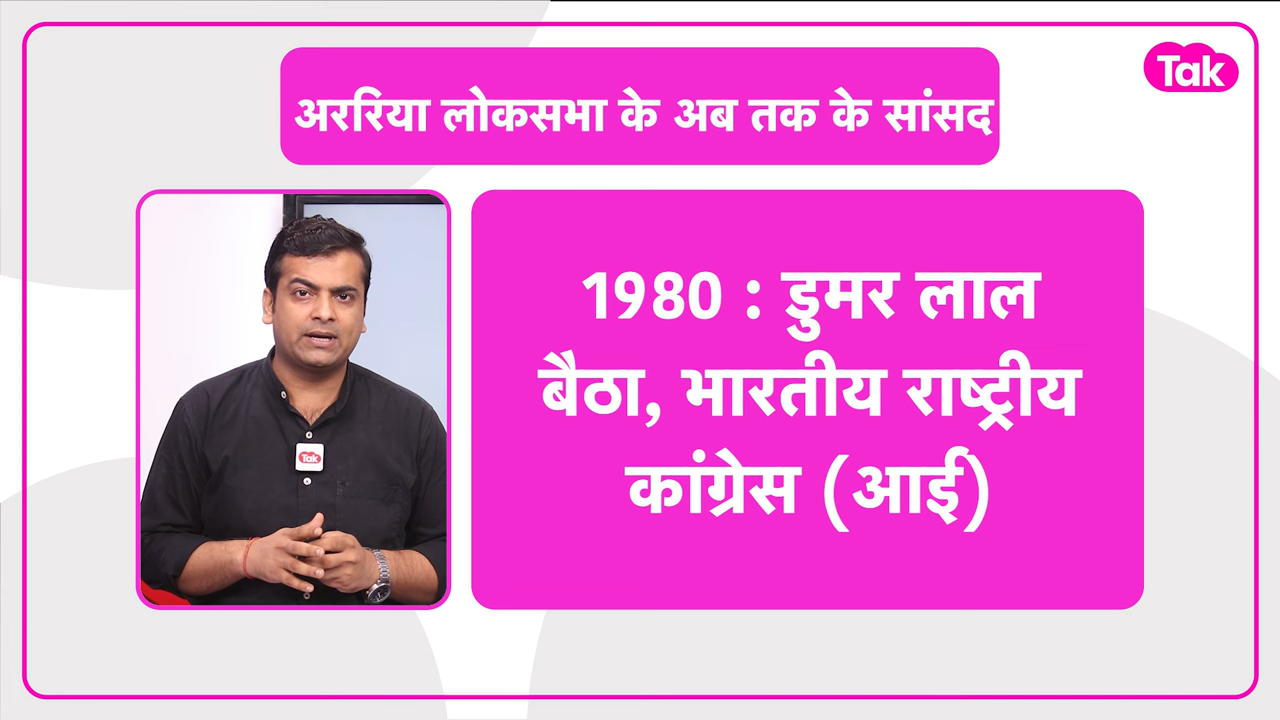 Tak
अररिया लोकसभा के अब तक के सांसद
1980 : डुमर लाल
बैठा, भारतीय राष्ट्रीय
कांग्रेस (आई)
Tak